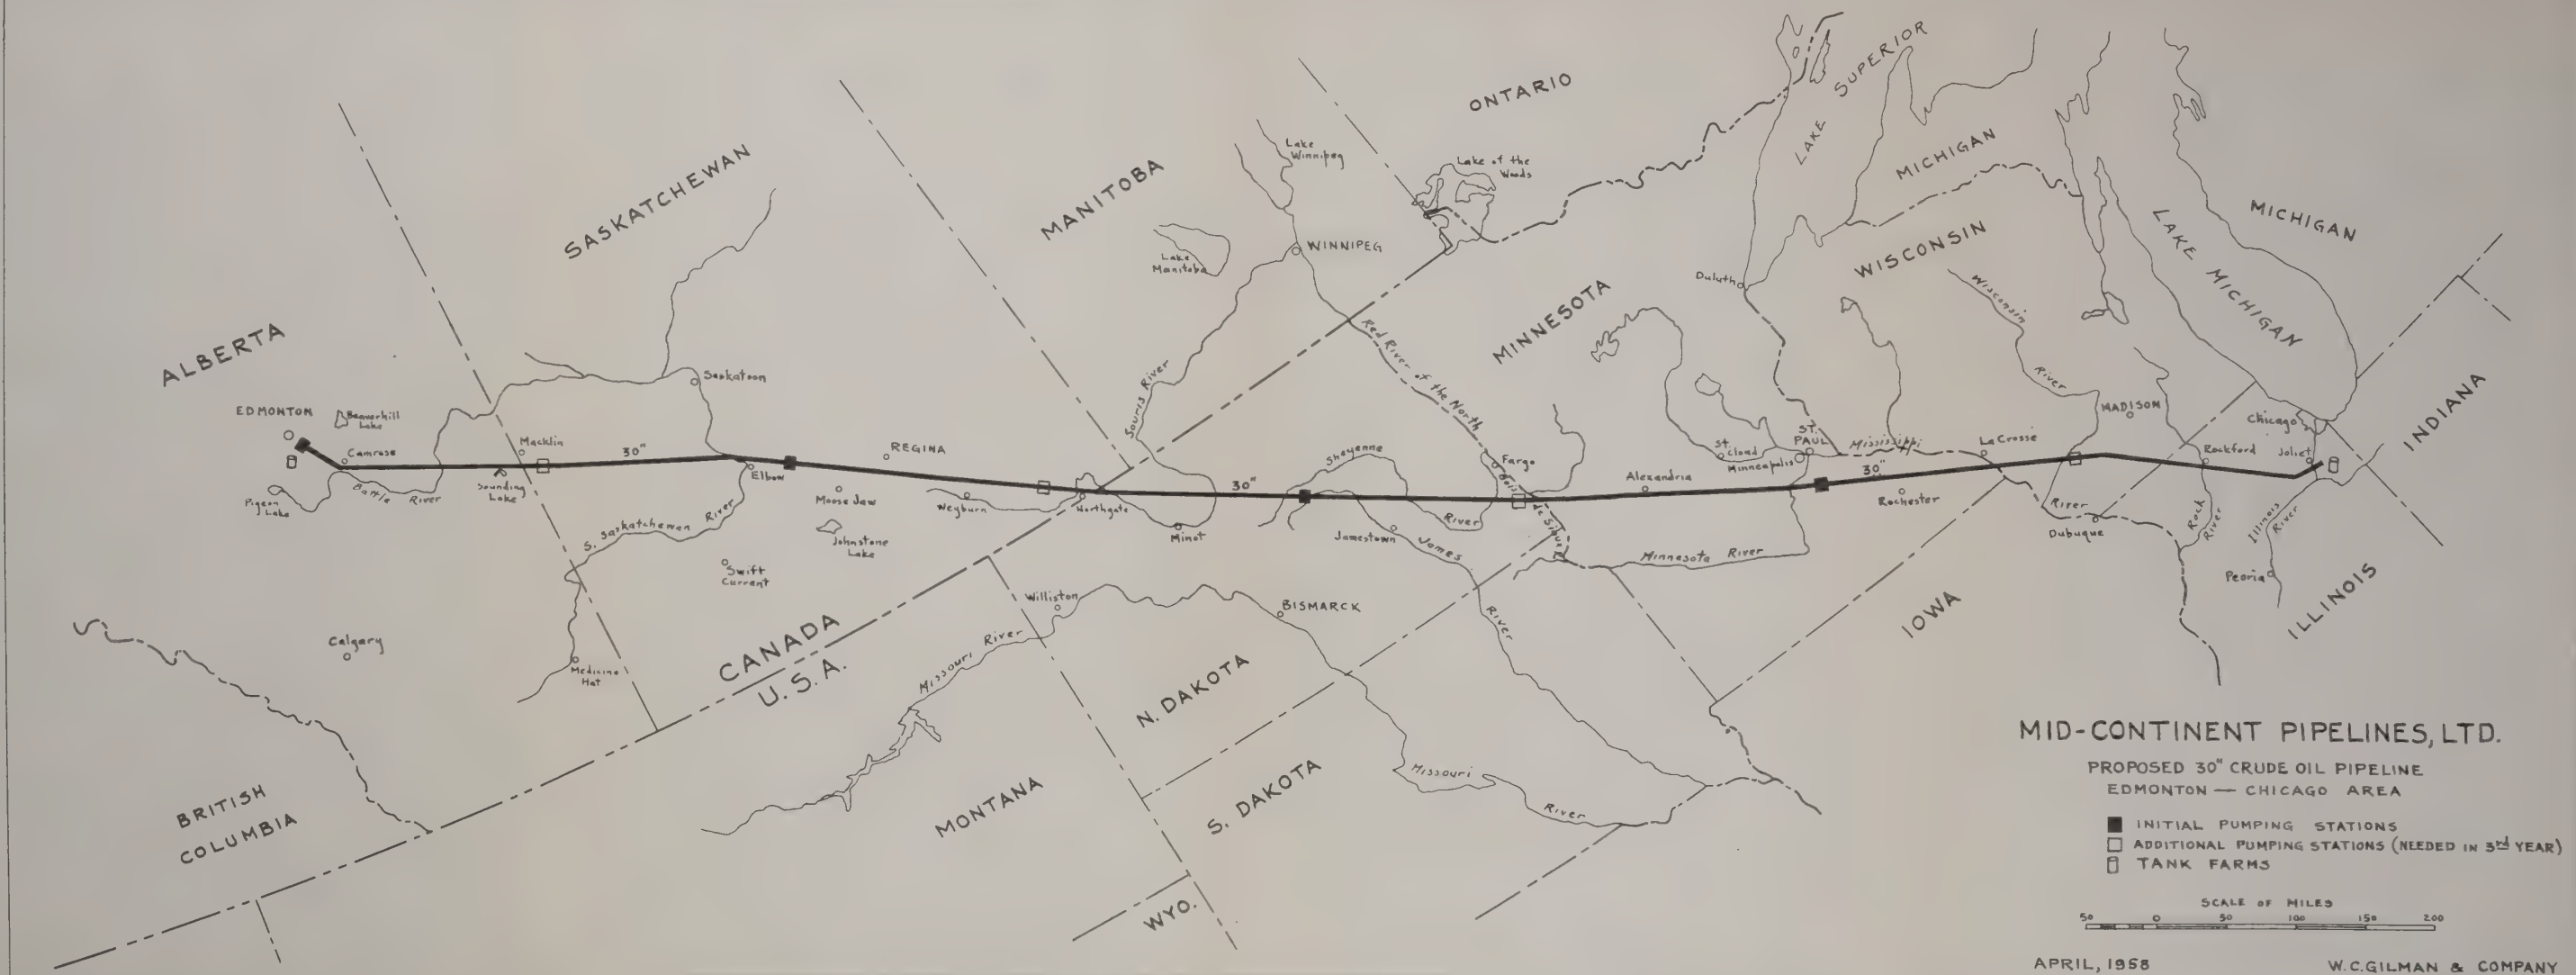 ONTARIO
LAKE SUPERIOR
MICHIGAN
Lake
Winnipeg
Lake of the
Woods
SASKATCHEWAN
MANITOBA
WINNIPEG
Lake
Manitoba
MICHIGAN
WISCONSIN
LAKE MICHIGAN
Duluth
MINNESOTA
Wisconsin
River
Red River of the North
Souris River
ALBERTA
EDMONTON
Beaverhill
Lake
Saskatoon
MADISON
Chicago
INDIANA
Camrose
Macklin
30"
REGINA
Sheyenne
Fargo
St.
Cloud
ST.
PAUL
Minneapolis
Mississippi
La Crosse
Rockford
Joliet
Pigeon
Lake
Battle River
Sounding
Lake
Elbow
Moose Jaw
Weyburn
Northgate
30"
River
Bois de Sioux
Alexandria
30"
Rochester
River
Rock
River
Illinois
River
S. Saskatchewan River
Johnstone
Lake
Minot
Jamestown
James
River
Minnesota River
Dubuque
Swift
Current
Peoria
Williston
BISMARCK
ILLINOIS
IOWA
Calgary
Medicine
Hat
CANADA
U.S.A.
Missouri River
N. DAKOTA
S. DAKOTA
Missouri
River
MONTANA
BRITISH
COLUMBIA
WYO.
MID-CONTINENT PIPELINES, LTD.
PROPOSED 30" CRUDE OIL PIPELINE
EDMONTON — CHICAGO AREA
INITIAL PUMPING STATIONS
ADDITIONAL PUMPING STATIONS (NEEDED IN 3rd YEAR)
TANK FARMS
SCALE OF MILES
50 0 50 100 150 200
APRIL, 1958
W.C. GILMAN & COMPANY